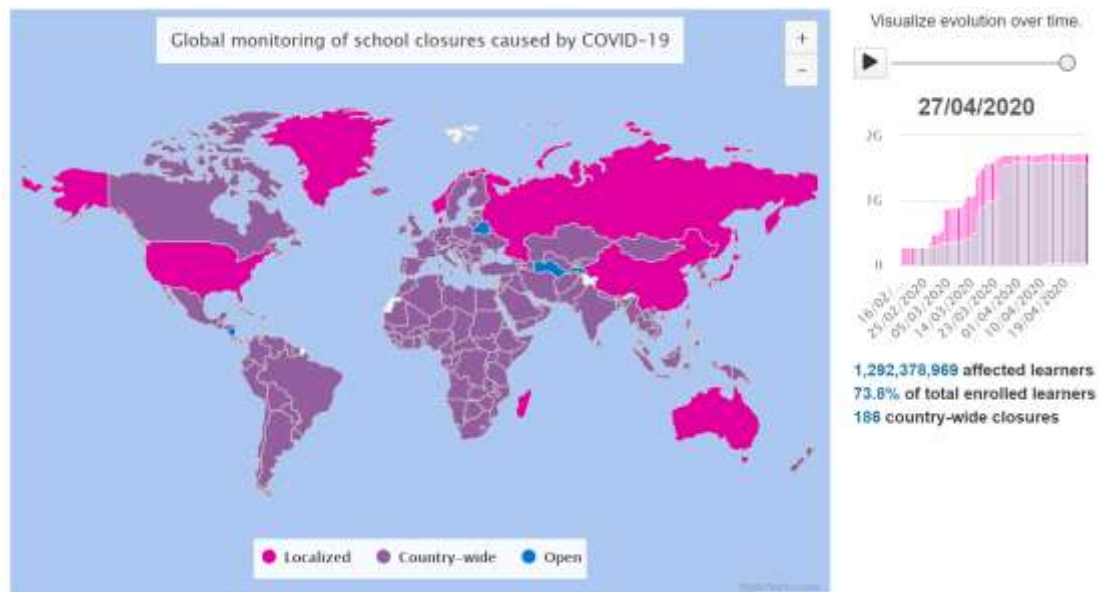 Global monitoring of school closures caused by COVID-19
+
−
Localized
Country-wide
Open
Visualize evolution over time.
27/04/2020
2G
1G
0
16/02/...
25/02/2020
05/03/2020
14/03/2020
23/03/2020
01/04/2020
10/04/2020
19/04/2020
1,292,378,969 affected learners
73.8% of total enrolled learners
186 country-wide closures